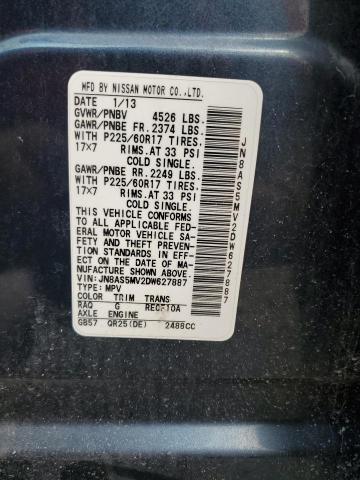 MFD BY NISSAN MOTOR CO.,LTD.
DATE 1/13
GVWR/PNBV 4526 LBS.
GAWR/PNBE FR. 2374 LBS.
WITH P225/60R17 TIRES,
17X7 RIMS.AT 33 PSI
COLD SINGLE.
GAWR/PNBE RR. 2249 LBS.
WITH P225/60R17 TIRES,
17X7 RIMS.AT 33 PSI
COLD SINGLE.
THIS VEHICLE CONFORMS
TO ALL APPLICABLE FED-
ERAL MOTOR VEHICLE SA-
FETY AND THEFT PREVEN-
TION STANDARDS IN EFF-
ECT ON THE DATE OF MA-
NUFACTURE SHOWN ABOVE.
JN8AS5MV2DW627887
TYPE:MPV
COLOR TRIM TRANS
RAQ G RE0F10A
AXLE ENGINE
GB57 QR25(DE) 2488CC
JN8AS5MV2DW627887